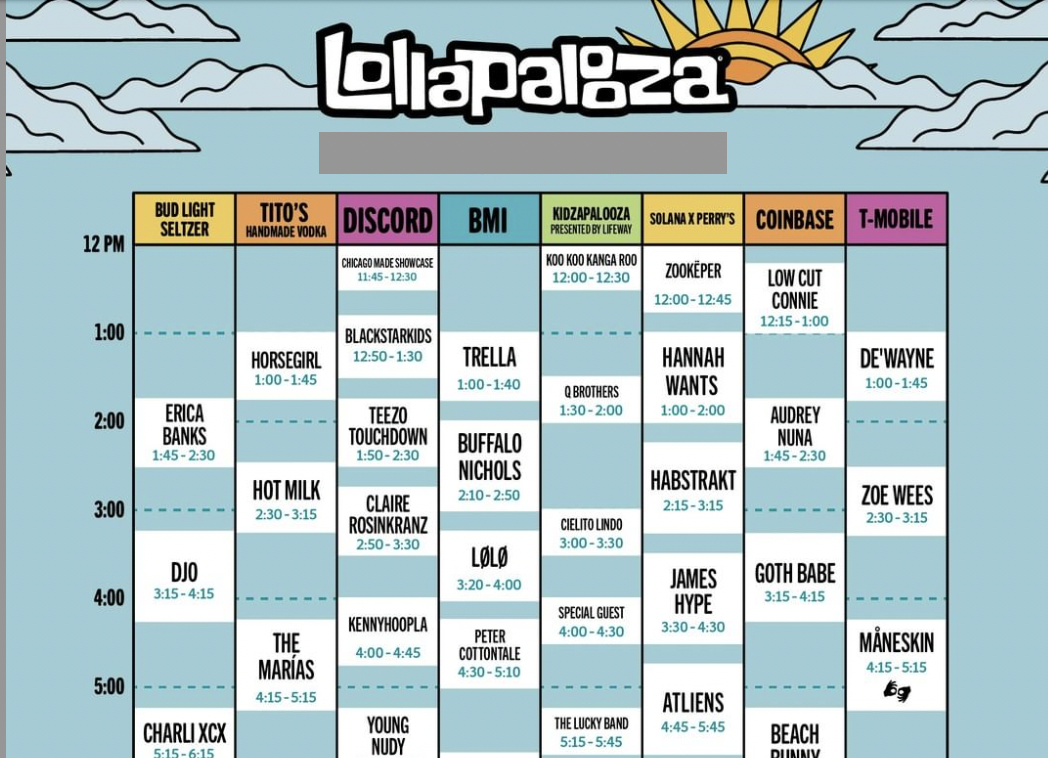 Lollapalooza
BUD LIGHT
SELTZER
TITO'S
HANDMADE VODKA
DISCORD
BMI
KIDZAPALOOZA
PRESENTED BY LIFEWAY
SOLANA X PERRY'S
COINBASE
T-MOBILE
12 PM
1:00
2:00
3:00
4:00
5:00
ERICA
BANKS
1:45 - 2:30
DJO
3:15 - 4:15
CHARLI XCX
5:15 - 6:15
HORSEGIRL
1:00 - 1:45
HOT MILK
2:30 - 3:15
THE
MARÍAS
4:15 - 5:15
CHICAGO MADE SHOWCASE
11:45 - 12:30
BLACKSTARKIDS
12:50 - 1:30
TEEZO
TOUCHDOWN
1:50 - 2:30
CLAIRE
ROSINKRANZ
2:50 - 3:30
KENNYHOOPLA
4:00 - 4:45
YOUNG
NUDY
TRELLA
1:00 - 1:40
BUFFALO
NICHOLS
2:10 - 2:50
LØLØ
3:20 - 4:00
PETER
COTTONTALE
4:30 - 5:10
KOO KOO KANGA ROO
12:00 - 12:30
Q BROTHERS
1:30 - 2:00
CIELITO LINDO
3:00 - 3:30
SPECIAL GUEST
4:00 - 4:30
THE LUCKY BAND
5:15 - 5:45
ZOOKËPER
12:00 - 12:45
HANNAH
WANTS
1:00 - 2:00
HABSTRAKT
2:15 - 3:15
JAMES
HYPE
3:30 - 4:30
ATLIENS
4:45 - 5:45
LOW CUT
CONNIE
12:15 - 1:00
AUDREY
NUNA
1:45 - 2:30
GOTH BABE
3:15 - 4:15
BEACH
BUNNY
DE'WAYNE
1:00 - 1:45
ZOE WEES
2:30 - 3:15
MÅNESKIN
4:15 - 5:15